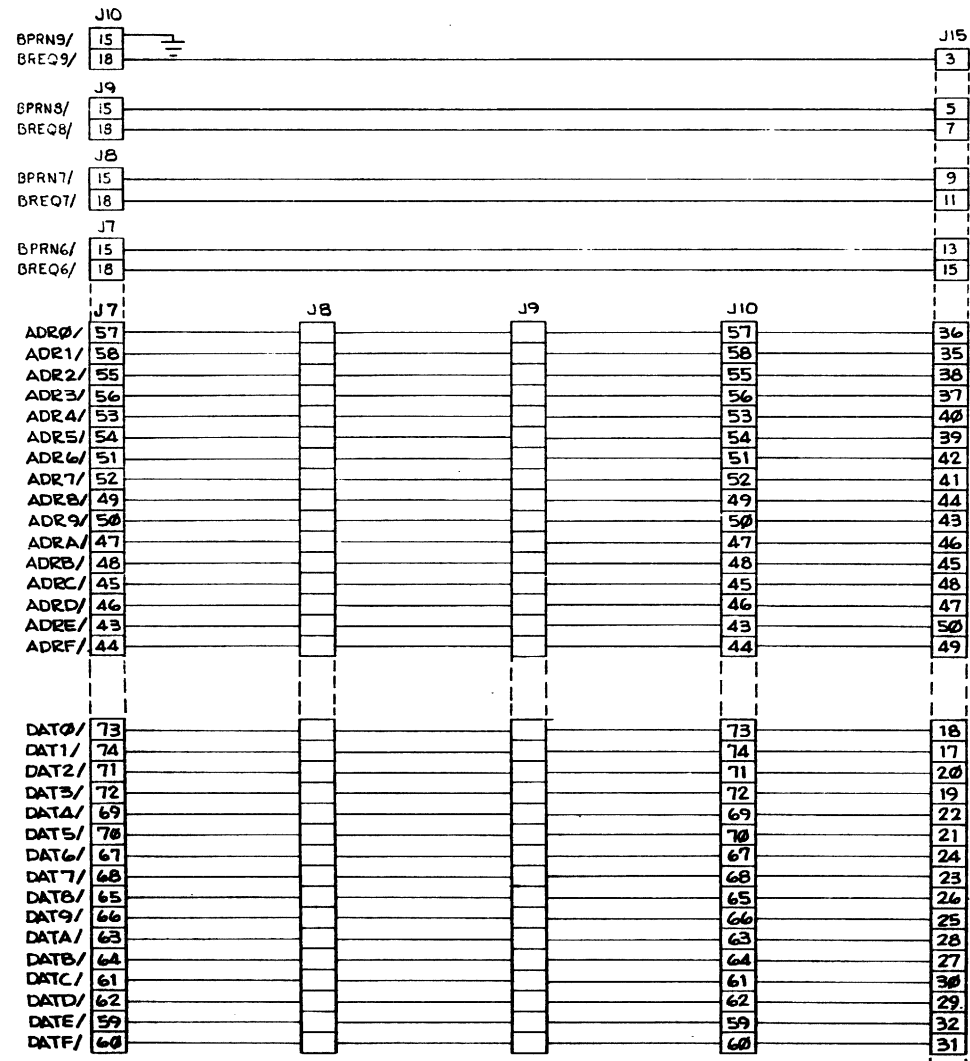 J10
BPRN9/ 15 J15
BREQ9/ 18 3
J9
BPRN8/ 15 5
BREQ8/ 18 7
J8
BPRN7/ 15 9
BREQ7/ 18 11
J7
BPRN6/ 15 13
BREQ6/ 18 15
J7 J8 J9 J10
ADRØ/ 57 57 36
ADR1/ 58 58 35
ADR2/ 55 55 38
ADR3/ 56 56 37
ADR4/ 53 53 4Ø
ADR5/ 54 54 39
ADR6/ 51 51 42
ADR7/ 52 52 41
ADR8/ 49 49 44
ADR9/ 5Ø 5Ø 43
ADRA/ 47 47 46
ADRB/ 48 48 45
ADRC/ 45 45 48
ADRD/ 46 46 47
ADRE/ 43 43 5Ø
ADRF/ 44 44 49
DATØ/ 73 73 18
DAT1/ 74 74 17
DAT2/ 71 71 2Ø
DAT3/ 72 72 19
DAT4/ 69 69 22
DAT5/ 7Ø 7Ø 21
DAT6/ 67 67 24
DAT7/ 68 68 23
DAT8/ 65 65 26
DAT9/ 66 66 25
DATA/ 63 63 28
DATB/ 64 64 27
DATC/ 61 61 3Ø
DATD/ 62 62 29
DATE/ 59 59 32
DATF/ 6Ø 6Ø 31